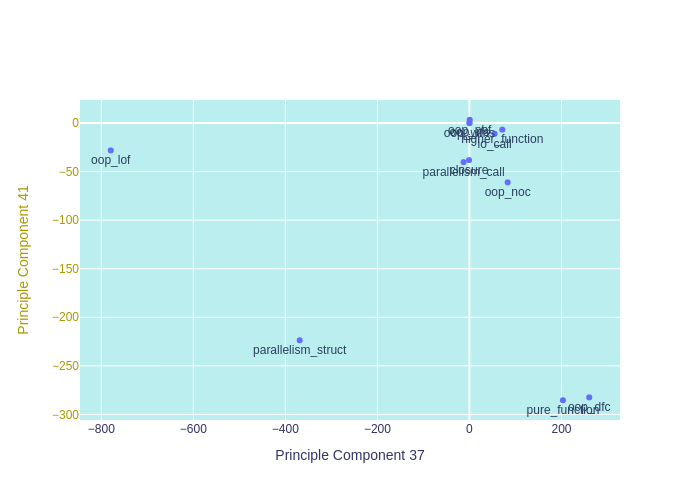 Principle Component 41
0
−50
−100
−150
−200
−250
−300
oop_lof
higher_function
io_call
closure
parallelism_call
oop_noc
parallelism_struct
pure_function
oop_dfc
−800
−600
−400
−200
0
200
Principle Component 37